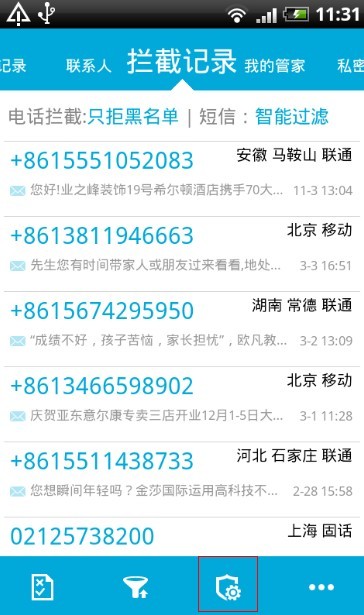 11:31
记录 联系人 拦截记录 我的管家 私密
电话拦截:只拒黑名单 | 短信：智能过滤
+8615551052083 安徽 马鞍山 联通
您好!业之峰装饰19号希尔顿酒店携手70大... 11-3 13:04
+8613811946663 北京 移动
先生您有时间带家人或朋友过来看看,地处... 3-3 16:51
+8615674295950 湖南 常德 联通
“成绩不好，孩子苦恼，家长担忧”，欧凡教... 3-2 13:09
+8613466598902 北京 移动
庆贺亚东意尔康专卖三店开业12月1-5日大... 3-1 11:28
+8615511438733 河北 石家庄 联通
您想瞬间年轻吗？金莎国际运用高科技不... 2-28 15:58
02125738200 上海 固话